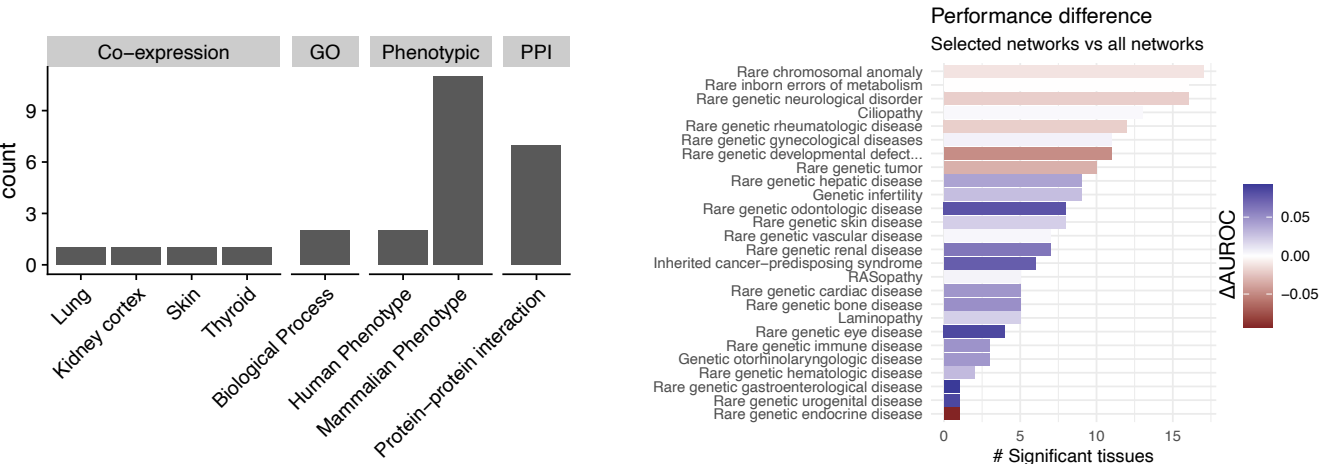 Co−expression
GO
Phenotypic
PPI
count
9
6
3
0
Lung
Kidney cortex
Skin
Thyroid
Biological Process
Human Phenotype
Mammalian Phenotype
Protein−protein interaction
Performance difference
Selected networks vs all networks
Rare chromosomal anomaly
Rare inborn errors of metabolism
Rare genetic neurological disorder
Ciliopathy
Rare genetic rheumatologic disease
Rare genetic gynecological diseases
Rare genetic developmental defect...
Rare genetic tumor
Rare genetic hepatic disease
Genetic infertility
Rare genetic odontologic disease
Rare genetic skin disease
Rare genetic vascular disease
Rare genetic renal disease
Inherited cancer−predisposing syndrome
RASopathy
Rare genetic cardiac disease
Rare genetic bone disease
Laminopathy
Rare genetic eye disease
Rare genetic immune disease
Genetic otorhinolaryngologic disease
Rare genetic hematologic disease
Rare genetic gastroenterological disease
Rare genetic urogenital disease
Rare genetic endocrine disease
0
5
10
15
# Significant tissues
ΔAUROC
0.05
0.00
−0.05